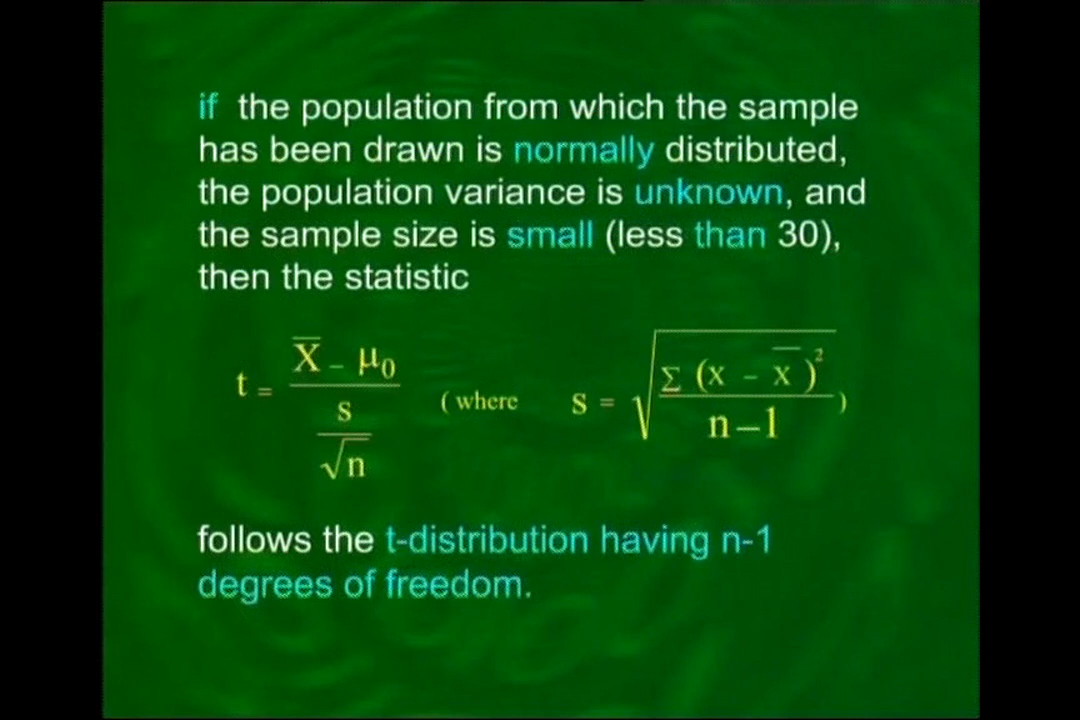 if the population from which the sample
has been drawn is normally distributed,
the population variance is unknown, and
the sample size is small (less than 30),
then the statistic
t = (X̅ - μ₀) / (s / √n) ( where s = √(Σ (x - x̅ )² / n-1) )
follows the t-distribution having n-1
degrees of freedom.